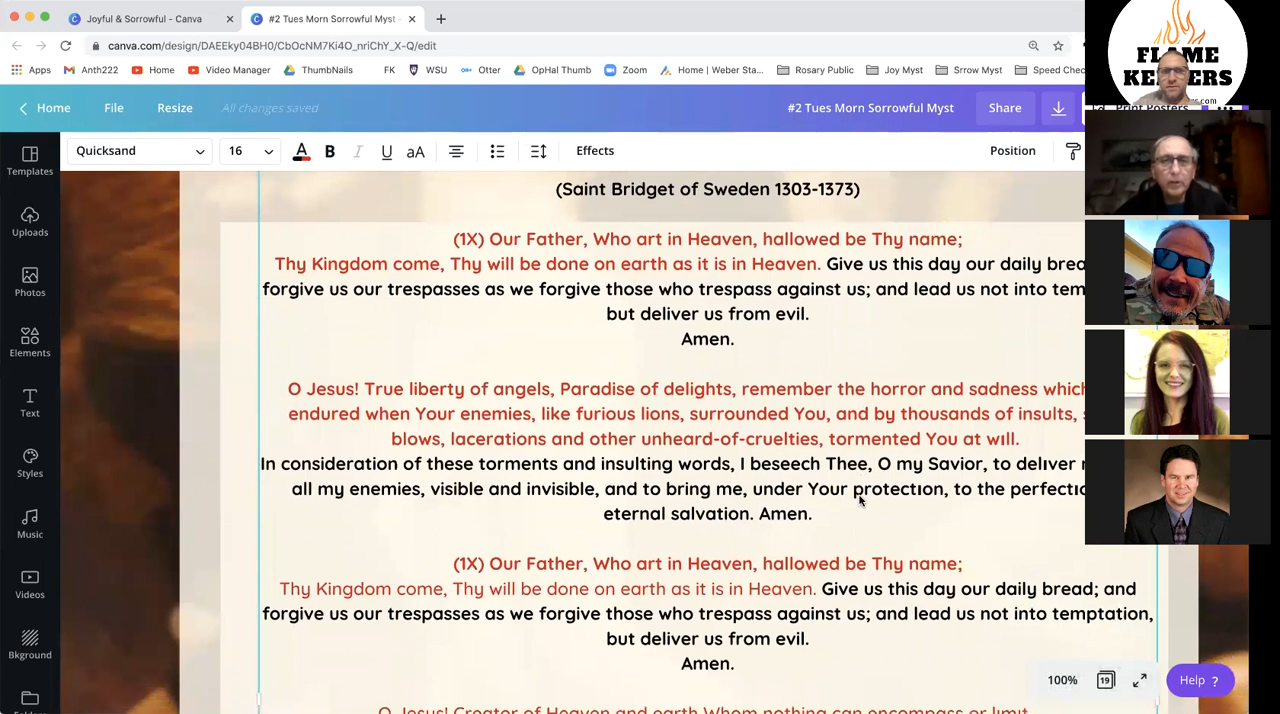 Joyful & Sorrowful - Canva
#2 Tues Morn Sorrowful Myst -
canva.com/design/DAEEky04BH0/CbOcNM7Ki4O_nriChY_X-Q/edit
Apps
Anth222
Home
Video Manager
ThumbNails
FK
WSU
Otter
OpHal Thumb
Zoom
Home | Weber Sta...
Rosary Public
Joy Myst
Srrow Myst
Speed Chec
FLAME
KEEPERS
Print Posters
Home
File
Resize
All changes saved
#2 Tues Morn Sorrowful Myst
Share
Quicksand
16
A
B
I
U
aA
Effects
Position
Templates
Uploads
Photos
Elements
Text
Styles
Music
Videos
Bkground
Folders
(Saint Bridget of Sweden 1303-1373)
(1X) Our Father, Who art in Heaven, hallowed be Thy name;
Thy Kingdom come, Thy will be done on earth as it is in Heaven. Give us this day our daily brea
forgive us our trespasses as we forgive those who trespass against us; and lead us not into tem
but deliver us from evil.
Amen.
O Jesus! True liberty of angels, Paradise of delights, remember the horror and sadness which
endured when Your enemies, like furious lions, surrounded You, and by thousands of insults, s
blows, lacerations and other unheard-of-cruelties, tormented You at will.
In consideration of these torments and insulting words, I beseech Thee, O my Savior, to deliver
all my enemies, visible and invisible, and to bring me, under Your protection, to the perfectio
eternal salvation. Amen.
(1X) Our Father, Who art in Heaven, hallowed be Thy name;
Thy Kingdom come, Thy will be done on earth as it is in Heaven. Give us this day our daily bread; and
forgive us our trespasses as we forgive those who trespass against us; and lead us not into temptation,
but deliver us from evil.
Amen.
O Jesus! Creator of Heaven and earth Whom nothing can encompass or limit
100%
19
Help ?